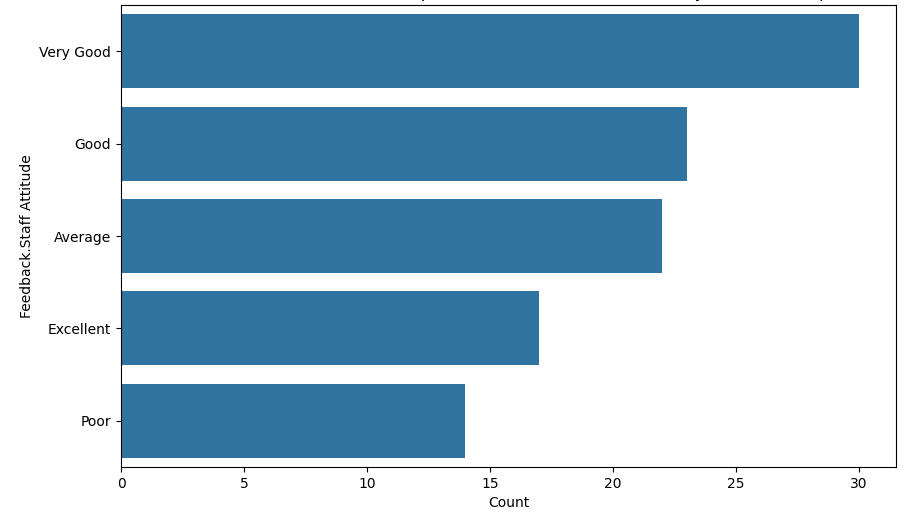 Very Good
Good
Average
Excellent
Poor
Feedback.Staff Attitude
0 5 10 15 20 25 30
Count